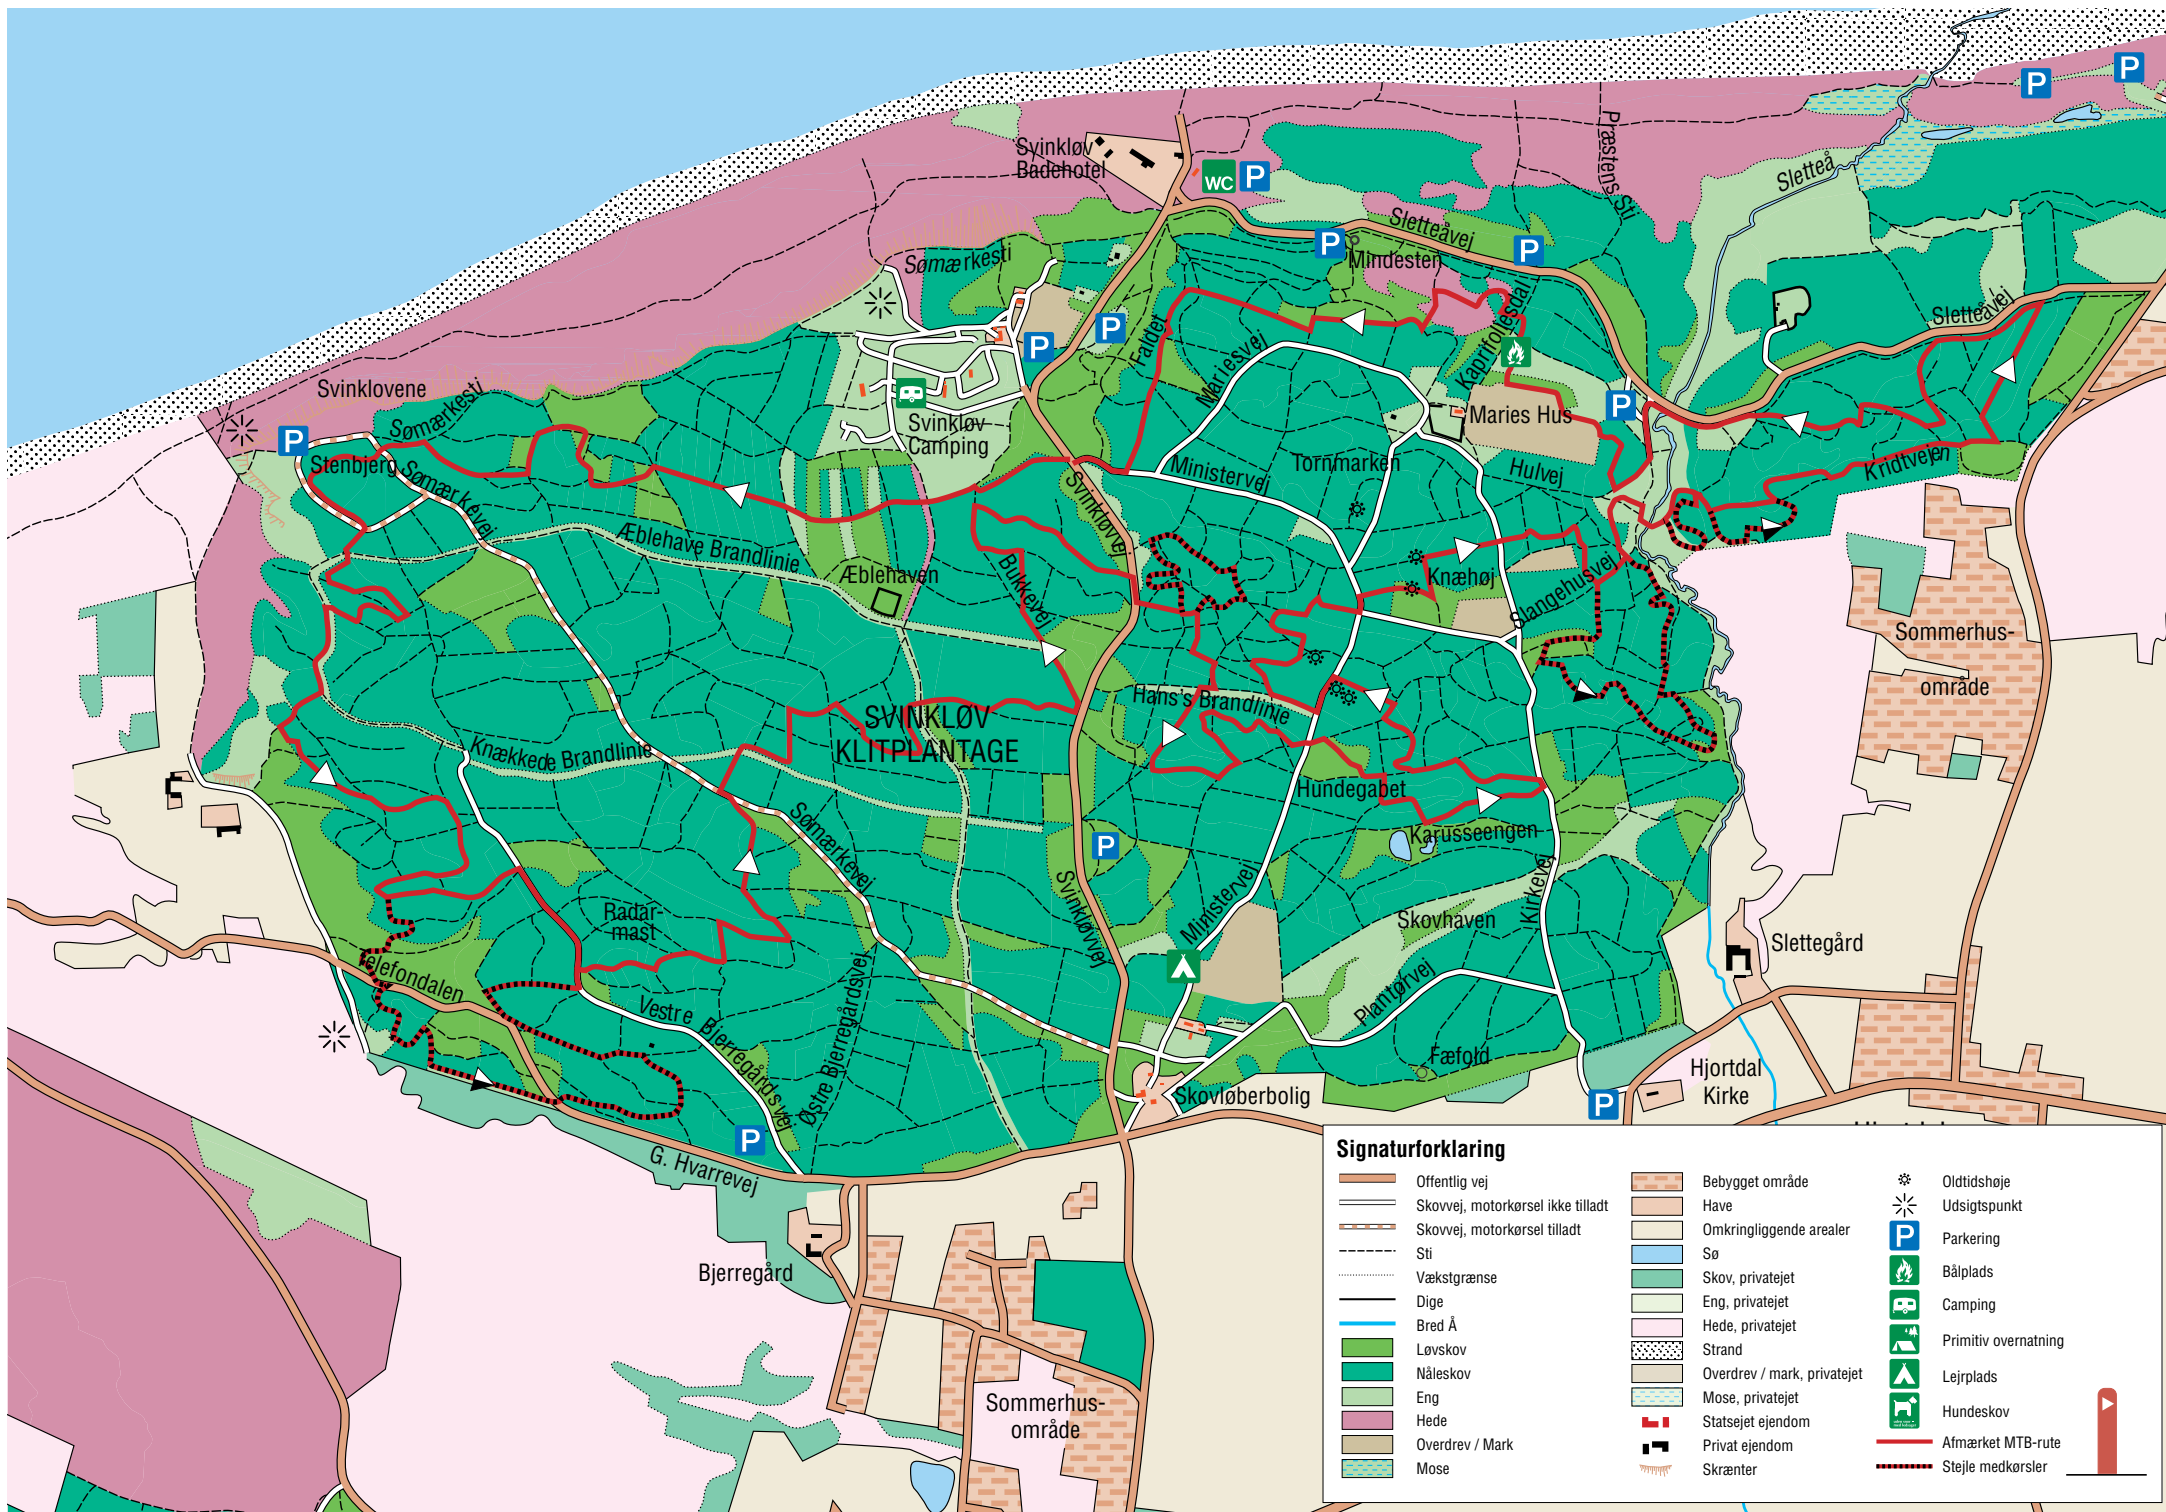 Svinkløv
Badehotel
WC
P
P
P
Præstens Sti
Sletteå
Sletteåvej
P
P
Mindesten
Sømærkesti
P
P
Faldet
Mariesvej
Kaprifoliesdal
Sletteåvej
Svinklovene
Sømærkesti
P
Stenbjerg
Sømærkevej
Svinkløv
Camping
P
Maries Hus
Ministervej
Tornmarken
Hulvej
Kridtvejen
Svinkløvvej
Æblehave Brandlinie
Æblehaven
Bukkevej
Knæhøj
Slangehusvej
Sommerhus-
område
Hans's Brandlinie
SVINKLØV
KLITPLANTAGE
Knækkede Brandlinie
Hundegabet
Sømærkevej
P
Karusseengen
Kirkevej
Svinkløvvej
Ministervej
Skovhaven
Radar-
mast
Telefondalen
Slettegård
Plantørvej
Vestre Bjerregårdsvej
Østre Bjerregårdsvej
Fæfold
Hjortdal
Kirke
P
Skovløberbolig
P
G. Hvarrevej
Bjerregård
Sommerhus-
område
Signaturforklaring
Offentlig vej
Skovvej, motorkørsel ikke tilladt
Skovvej, motorkørsel tilladt
Sti
Vækstgrænse
Dige
Bred Å
Løvskov
Nåleskov
Eng
Hede
Overdrev / Mark
Mose
Bebygget område
Have
Omkringliggende arealer
Sø
Skov, privatejet
Eng, privatejet
Hede, privatejet
Strand
Overdrev / mark, privatejet
Mose, privatejet
Statsejet ejendom
Privat ejendom
Skrænter
Oldtidshøje
Udsigtspunkt
P Parkering
Bålplads
Camping
Primitiv overnatning
Lejrplads
Hundeskov
Afmærket MTB-rute
Stejle medkørsler